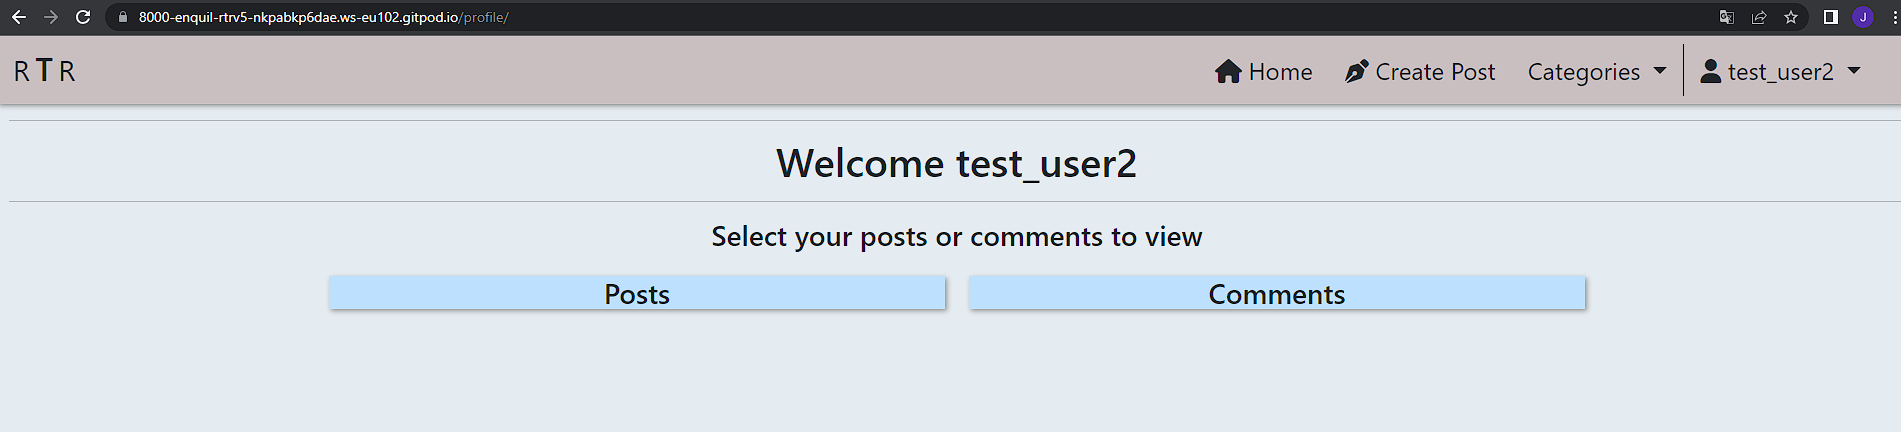 8000-enquil-rtrv5-nkpabkp6dae.ws-eu102.gitpod.io/profile/
J
R T R
Home
Create Post
Categories
test_user2
Welcome test_user2
Select your posts or comments to view
Posts
Comments